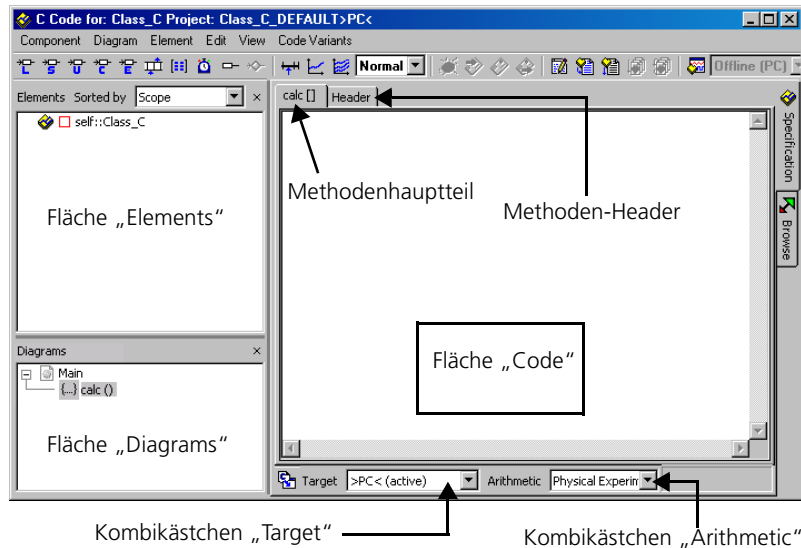 C Code for: Class_C Project: Class_C_DEFAULT>PC<
Component Diagram Element Edit View Code Variants
L S U C E Normal Offline (PC)
Elements Sorted by Scope ×
calc [] Header
self::Class_C
Specification
Browse
Methodenhauptteil
Methoden-Header
Fläche „Elements“
Diagrams ×
Main
{...} calc ()
Fläche „Code“
Fläche „Diagrams“
Target >PC< (active) Arithmetic Physical Experim
Kombikästchen „Target“
Kombikästchen „Arithmetic“